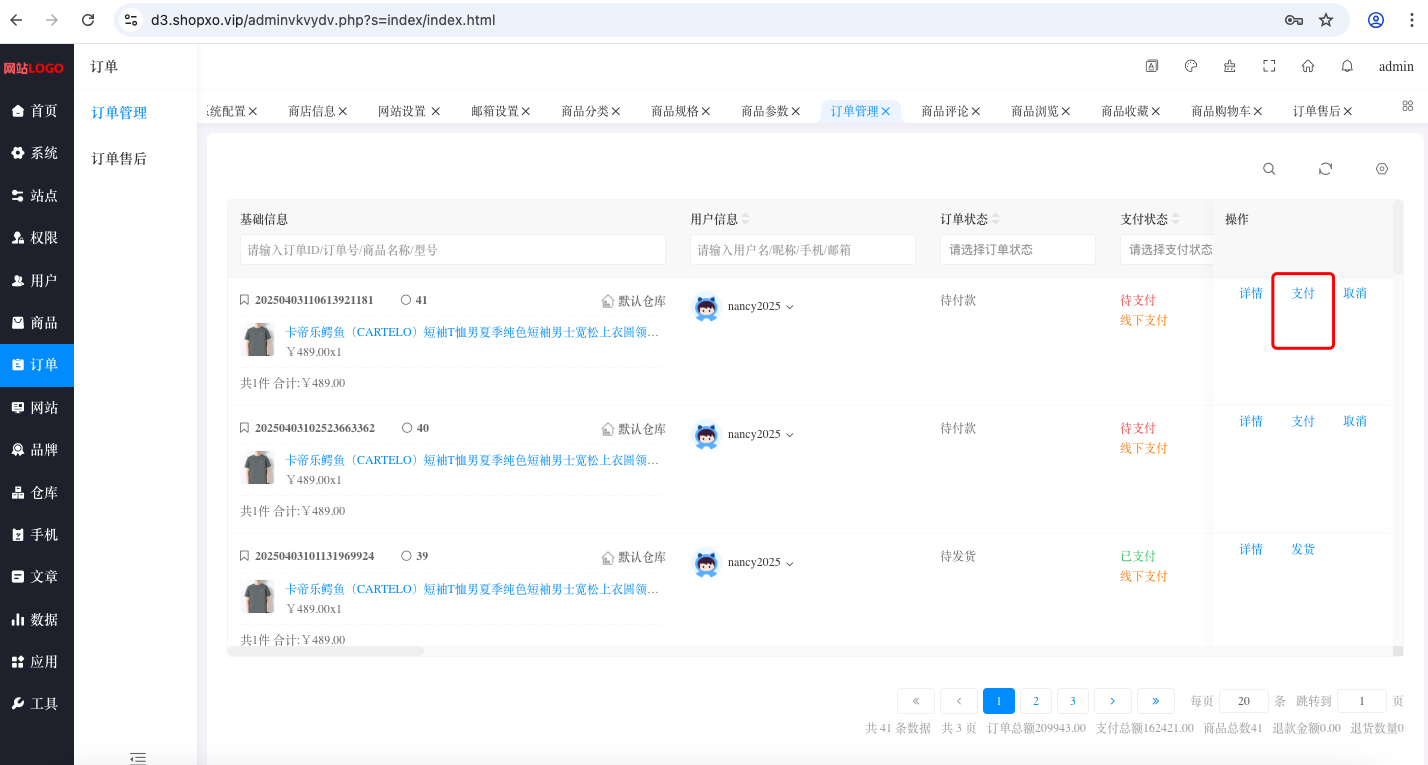 d3.shopxo.vip/adminvkvydv.php?s=index/index.html
网站LOGO
首页
系统
站点
权限
用户
商品
订单
网站
品牌
仓库
手机
文章
数据
应用
工具
订单
订单管理
订单售后
admin
系统配置 商店信息 网站设置 邮箱设置 商品分类 商品规格 商品参数 订单管理 商品评论 商品浏览 商品收藏 商品购物车 订单售后
基础信息 用户信息 订单状态 支付状态 操作
请输入订单ID/订单号/商品名称/型号 请输入用户名/昵称/手机/邮箱 请选择订单状态 请选择支付状态
20250403110613921181 41 默认仓库 nancy2025 待付款 待支付 详情 支付 取消
线下支付
卡帝乐鳄鱼（CARTELO）短袖T恤男夏季纯色短袖男士宽松上衣圆领…
￥489.00x1
共1件 合计:￥489.00
20250403102523663362 40 默认仓库 nancy2025 待付款 待支付 详情 支付 取消
线下支付
卡帝乐鳄鱼（CARTELO）短袖T恤男夏季纯色短袖男士宽松上衣圆领…
￥489.00x1
共1件 合计:￥489.00
20250403101131969924 39 默认仓库 nancy2025 待发货 已支付 详情 发货
线下支付
卡帝乐鳄鱼（CARTELO）短袖T恤男夏季纯色短袖男士宽松上衣圆领…
￥489.00x1
共1件 合计:￥489.00
« ‹ 1 2 3 › » 每页 20 条 跳转到 1 页
共 41 条数据 共 3 页 订单总额209943.00 支付总额162421.00 商品总数41 退款金额0.00 退货数量0